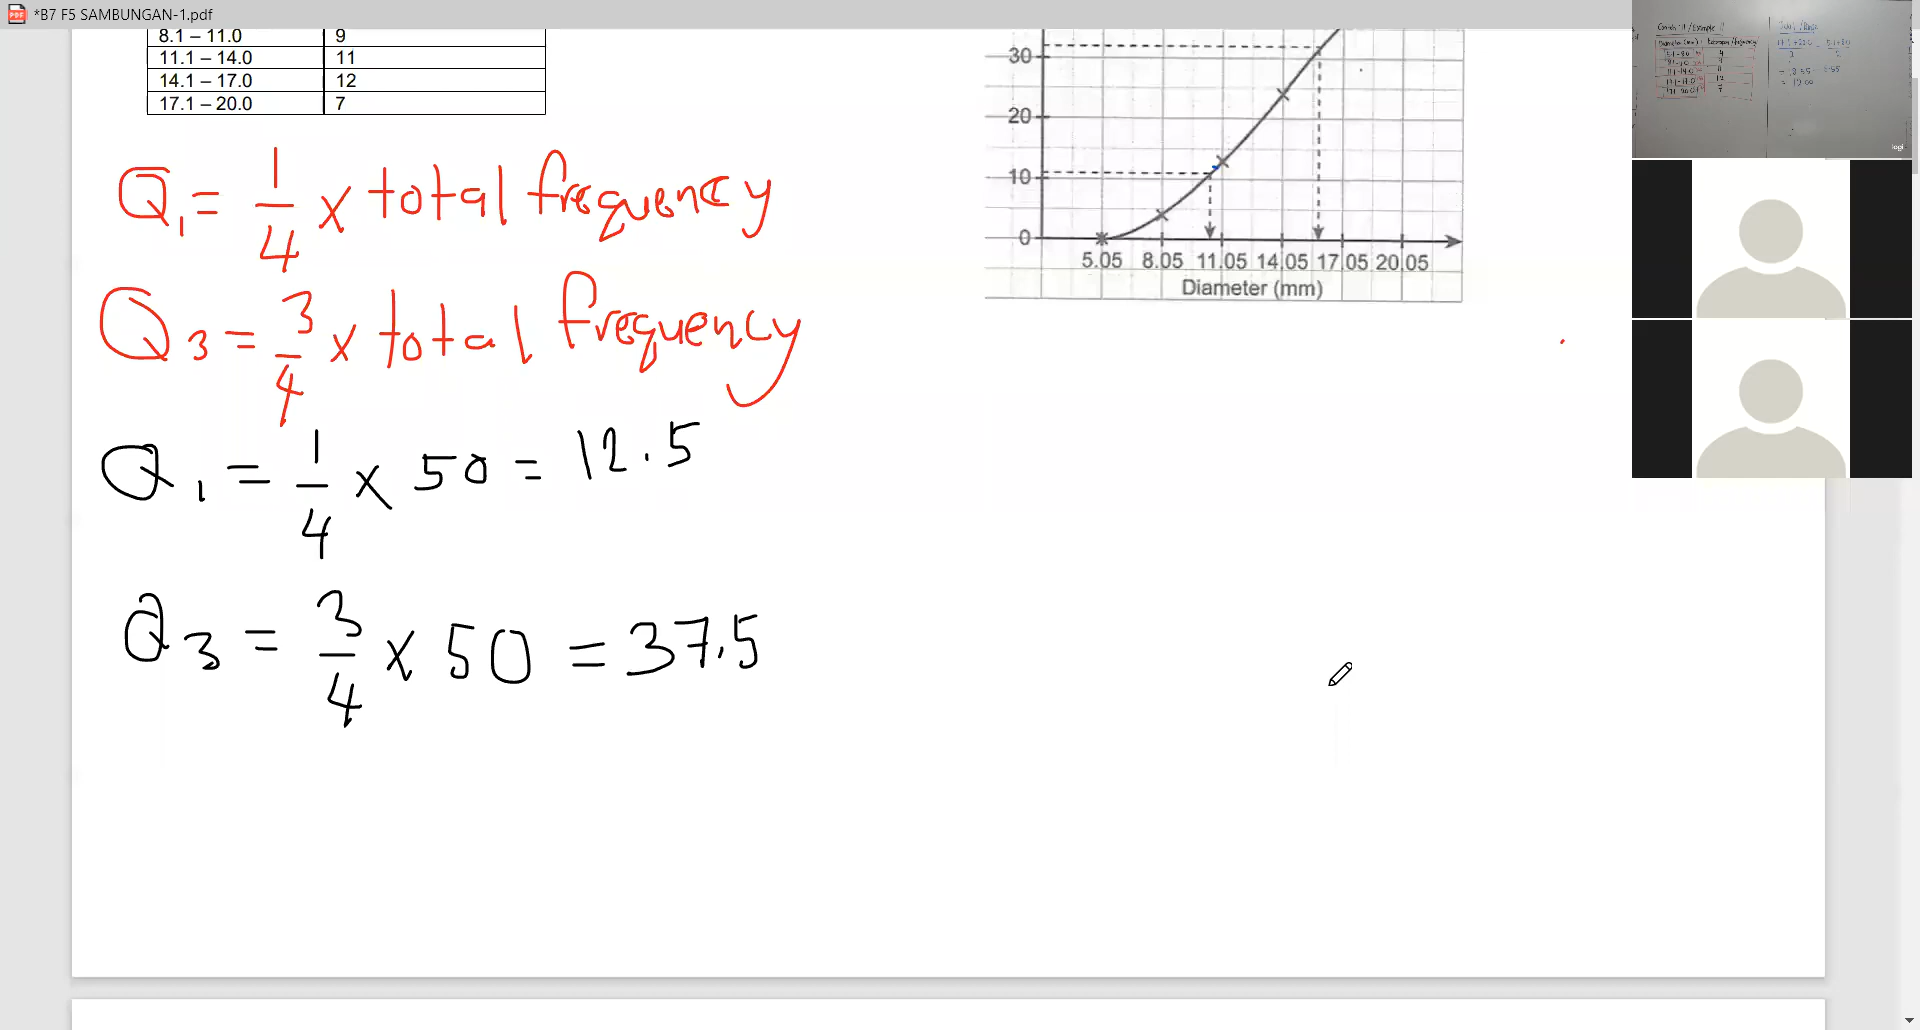 *B7 F5 SAMBUNGAN-1.pdf
8.1 – 11.0 9
11.1 – 14.0 11
14.1 – 17.0 12
17.1 – 20.0 7
Q1 = 1/4 × total frequency
Q3 = 3/4 × total frequency
Q1 = 1/4 × 50 = 12.5
Q3 = 3/4 × 50 = 37.5
30
20
10
0
5.05 8.05 11.05 14.05 17.05 20.05
Diameter (mm)
logi